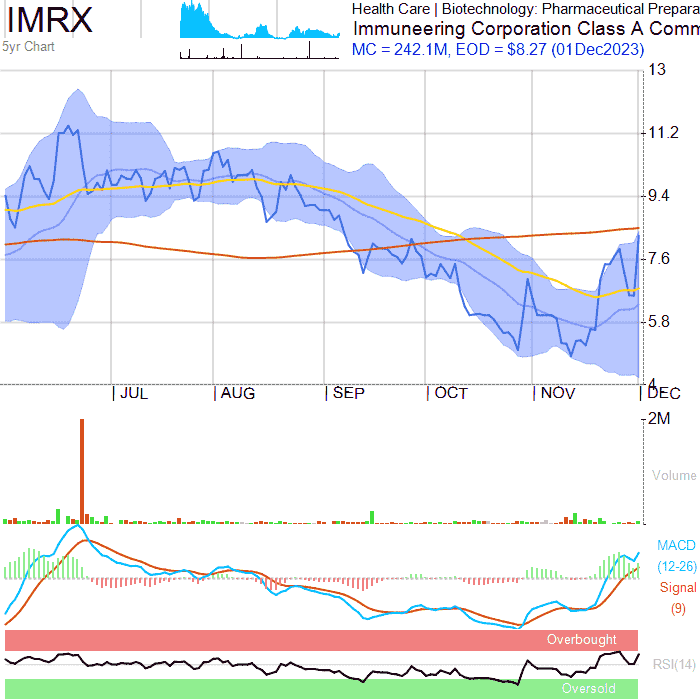 IMRX
5yr Chart
Health Care | Biotechnology: Pharmaceutical Prepara
Immuneering Corporation Class A Comm
MC = 242.1M, EOD = $8.27 (01Dec2023)
13
11.2
9.4
7.6
5.8
4
JUL AUG SEP OCT NOV DEC
2M
Volume
MACD
(12-26)
Signal
(9)
Overbought
RSI(14)
Oversold